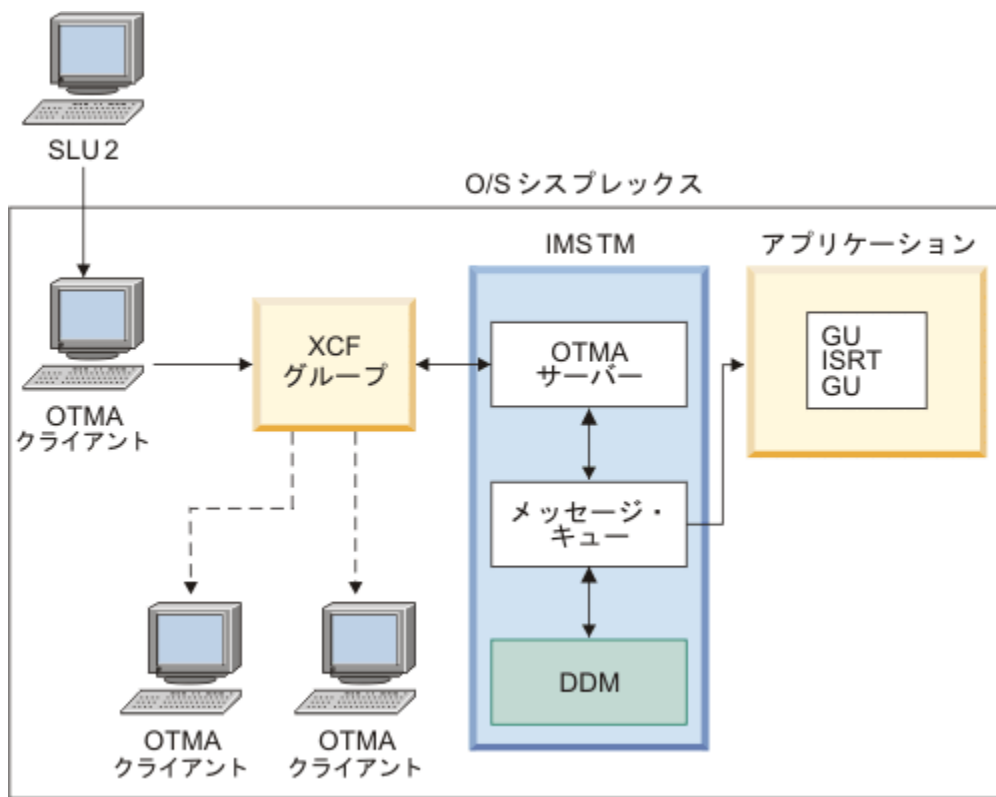 SLU 2
O/S シスプレックス
IMS TM
アプリケーション
OTMA
クライアント
XCF
グループ
OTMA
サーバー
GU
ISRT
GU
メッセージ・
キュー
DDM
OTMA
クライアント
OTMA
クライアント